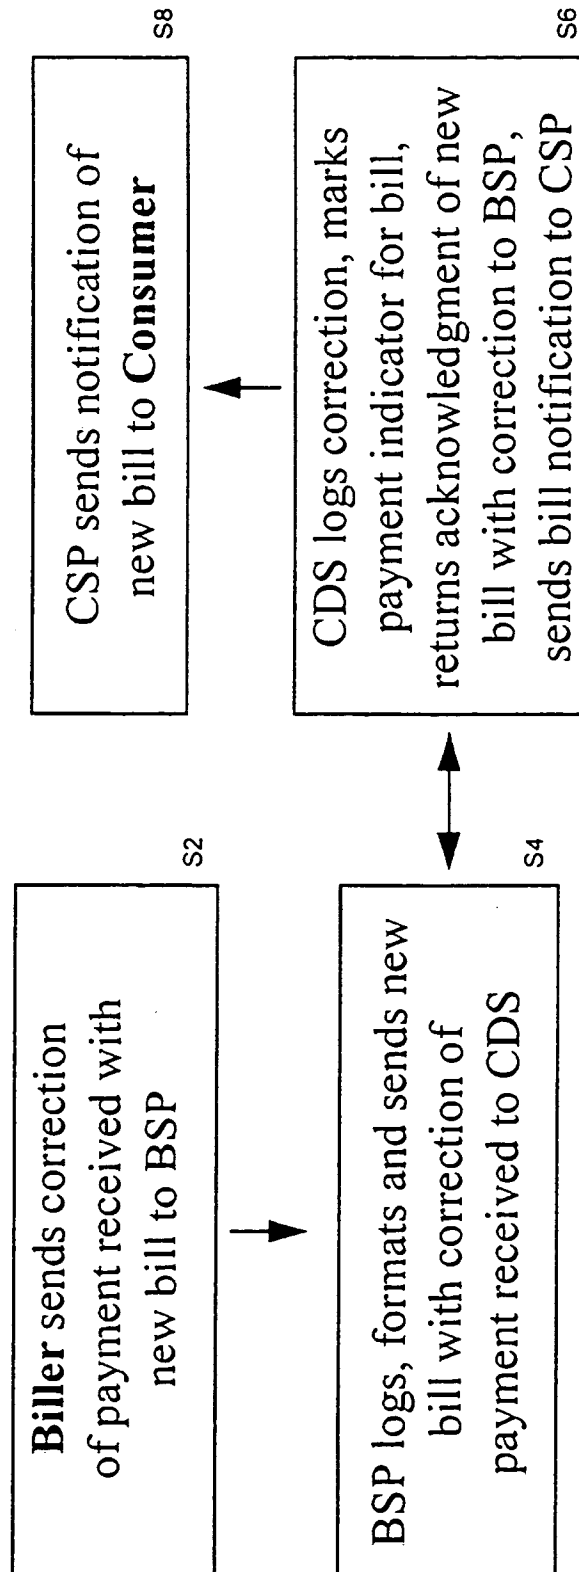 Biller sends correction
of payment received with
new bill to BSP
S2
BSP logs, formats and sends new
bill with correction of
payment received to CDS
S4
CDS logs correction, marks
payment indicator for bill,
returns acknowledgment of new
bill with correction to BSP,
sends bill notification to CSP
S6
CSP sends notification of
new bill to Consumer
S8